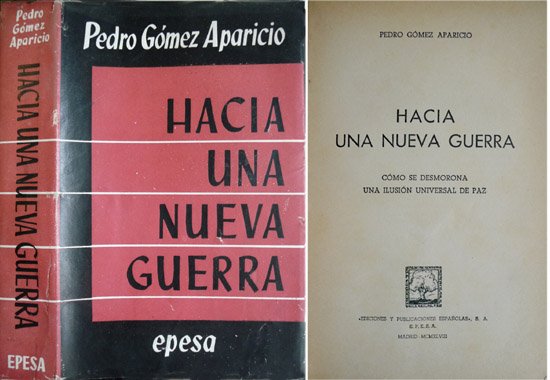 Pedro
Gómez
Aparicio
HACIA UNA NUEVA GUERRA
EPESA
Pedro Gómez Aparicio
HACIA
UNA
NUEVA
GUERRA
epesa
PEDRO GÓMEZ APARICIO
HACIA
UNA NUEVA GUERRA
CÓMO SE DESMORONA
UNA ILUSIÓN UNIVERSAL DE PAZ
«EDICIONES Y PUBLICACIONES ESPAÑOLAS», S. A.
E. P. E. S. A.
MADRID - MCMXLVIII